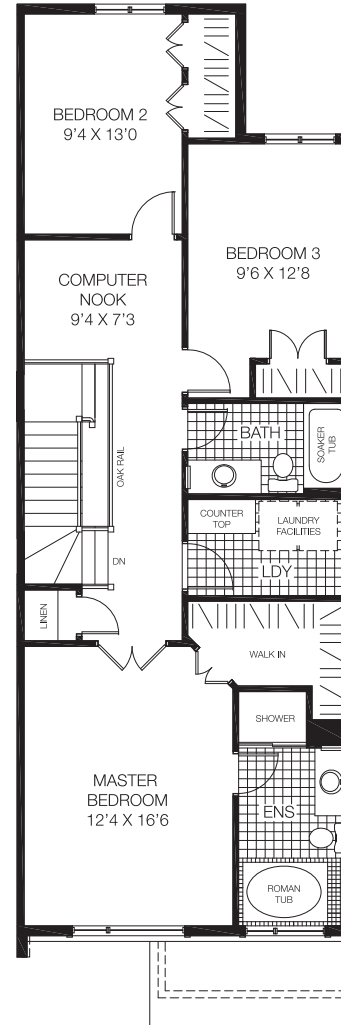 BEDROOM 2
9'4 X 13'0
BEDROOM 3
9'6 X 12'8
COMPUTER
NOOK
9'4 X 7'3
OAK RAIL
BATH
SOAKER
TUB
COUNTER
TOP
LAUNDRY
FACILITIES
DN
LDY
LINEN
WALK IN
SHOWER
MASTER
BEDROOM
12'4 X 16'6
ENS
ROMAN
TUB